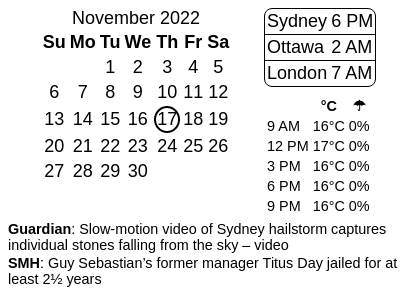 November 2022
Su Mo Tu We Th Fr Sa
1 2 3 4 5
6 7 8 9 10 11 12
13 14 15 16 17 18 19
20 21 22 23 24 25 26
27 28 29 30
Sydney 6 PM
Ottawa 2 AM
London 7 AM
°C ☂
9 AM 16°C 0%
12 PM 17°C 0%
3 PM 16°C 0%
6 PM 16°C 0%
9 PM 16°C 0%
Guardian: Slow-motion video of Sydney hailstorm captures
individual stones falling from the sky – video
SMH: Guy Sebastian’s former manager Titus Day jailed for at
least 2½ years